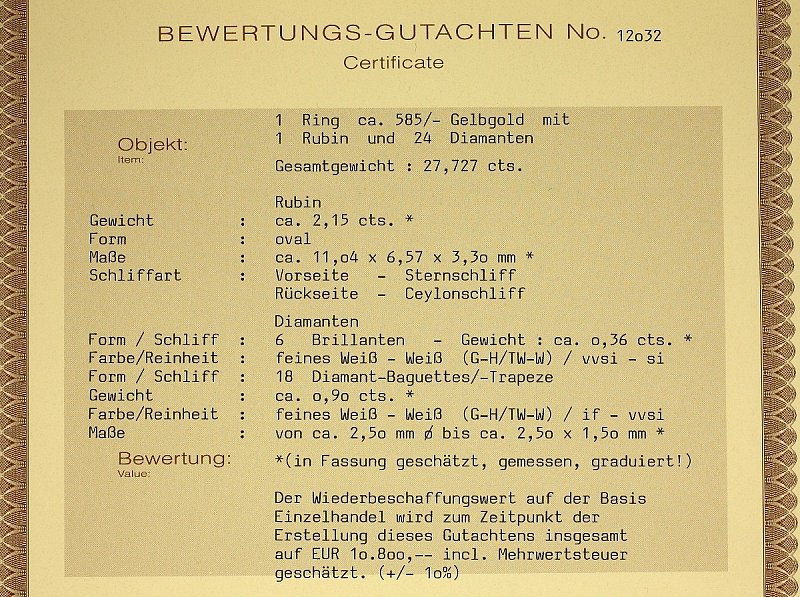 BEWERTUNGS-GUTACHTEN No. 12o32
Certificate
Objekt:
Item:
1 Ring ca. 585/- Gelbgold mit
1 Rubin und 24 Diamanten
Gesamtgewicht : 27,727 cts.
Rubin
Gewicht : ca. 2,15 cts. *
Form : oval
Maße : ca. 11,o4 x 6,57 x 3,3o mm *
Schliffart : Vorseite - Sternschliff
Rückseite - Ceylonschliff
Diamanten
Form / Schliff : 6 Brillanten - Gewicht : ca. o,36 cts. *
Farbe/Reinheit : feines Weiß - Weiß (G-H/TW-W) / vvsi - si
Form / Schliff : 18 Diamant-Baguettes/-Trapeze
Gewicht : ca. o,9o cts. *
Farbe/Reinheit : feines Weiß - Weiß (G-H/TW-W) / if - vvsi
Maße : von ca. 2,5o mm ø bis ca. 2,5o x 1,5o mm *
Bewertung:
Value:
*(in Fassung geschätzt, gemessen, graduiert!)
Der Wiederbeschaffungswert auf der Basis
Einzelhandel wird zum Zeitpunkt der
Erstellung dieses Gutachtens insgesamt
auf EUR 1o.8oo,-- incl. Mehrwertsteuer
geschätzt. (+/- 1o%)